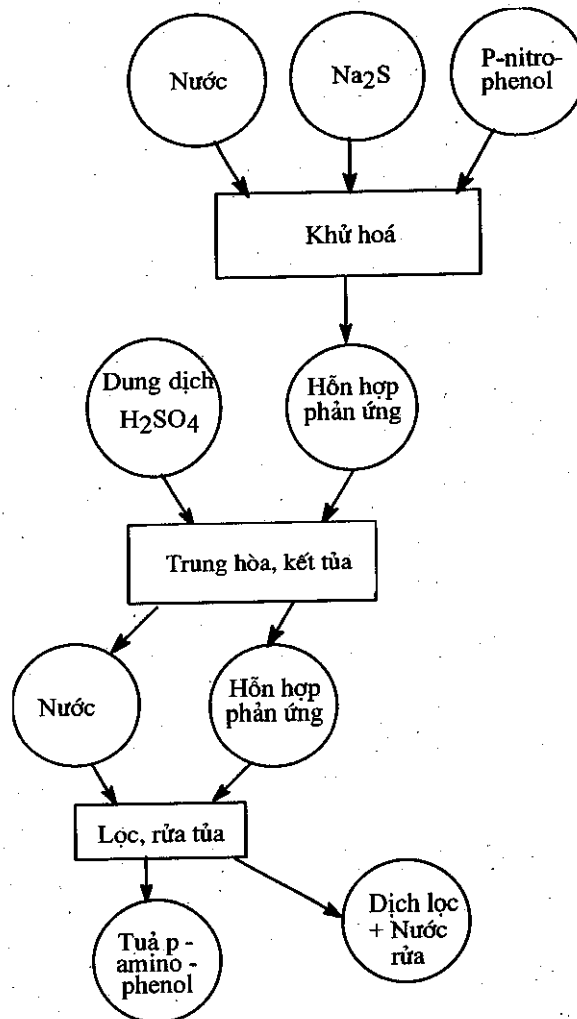 Nước
Na2S
P-nitro-
phenol
Khử hoá
Dung dịch
H2SO4
Hỗn hợp
phản ứng
Trung hòa, kết tủa
Nước
Hỗn hợp
phản ứng
Lọc, rửa tủa
Tuả p -
amino -
phenol
Dịch lọc
+ Nước
rửa